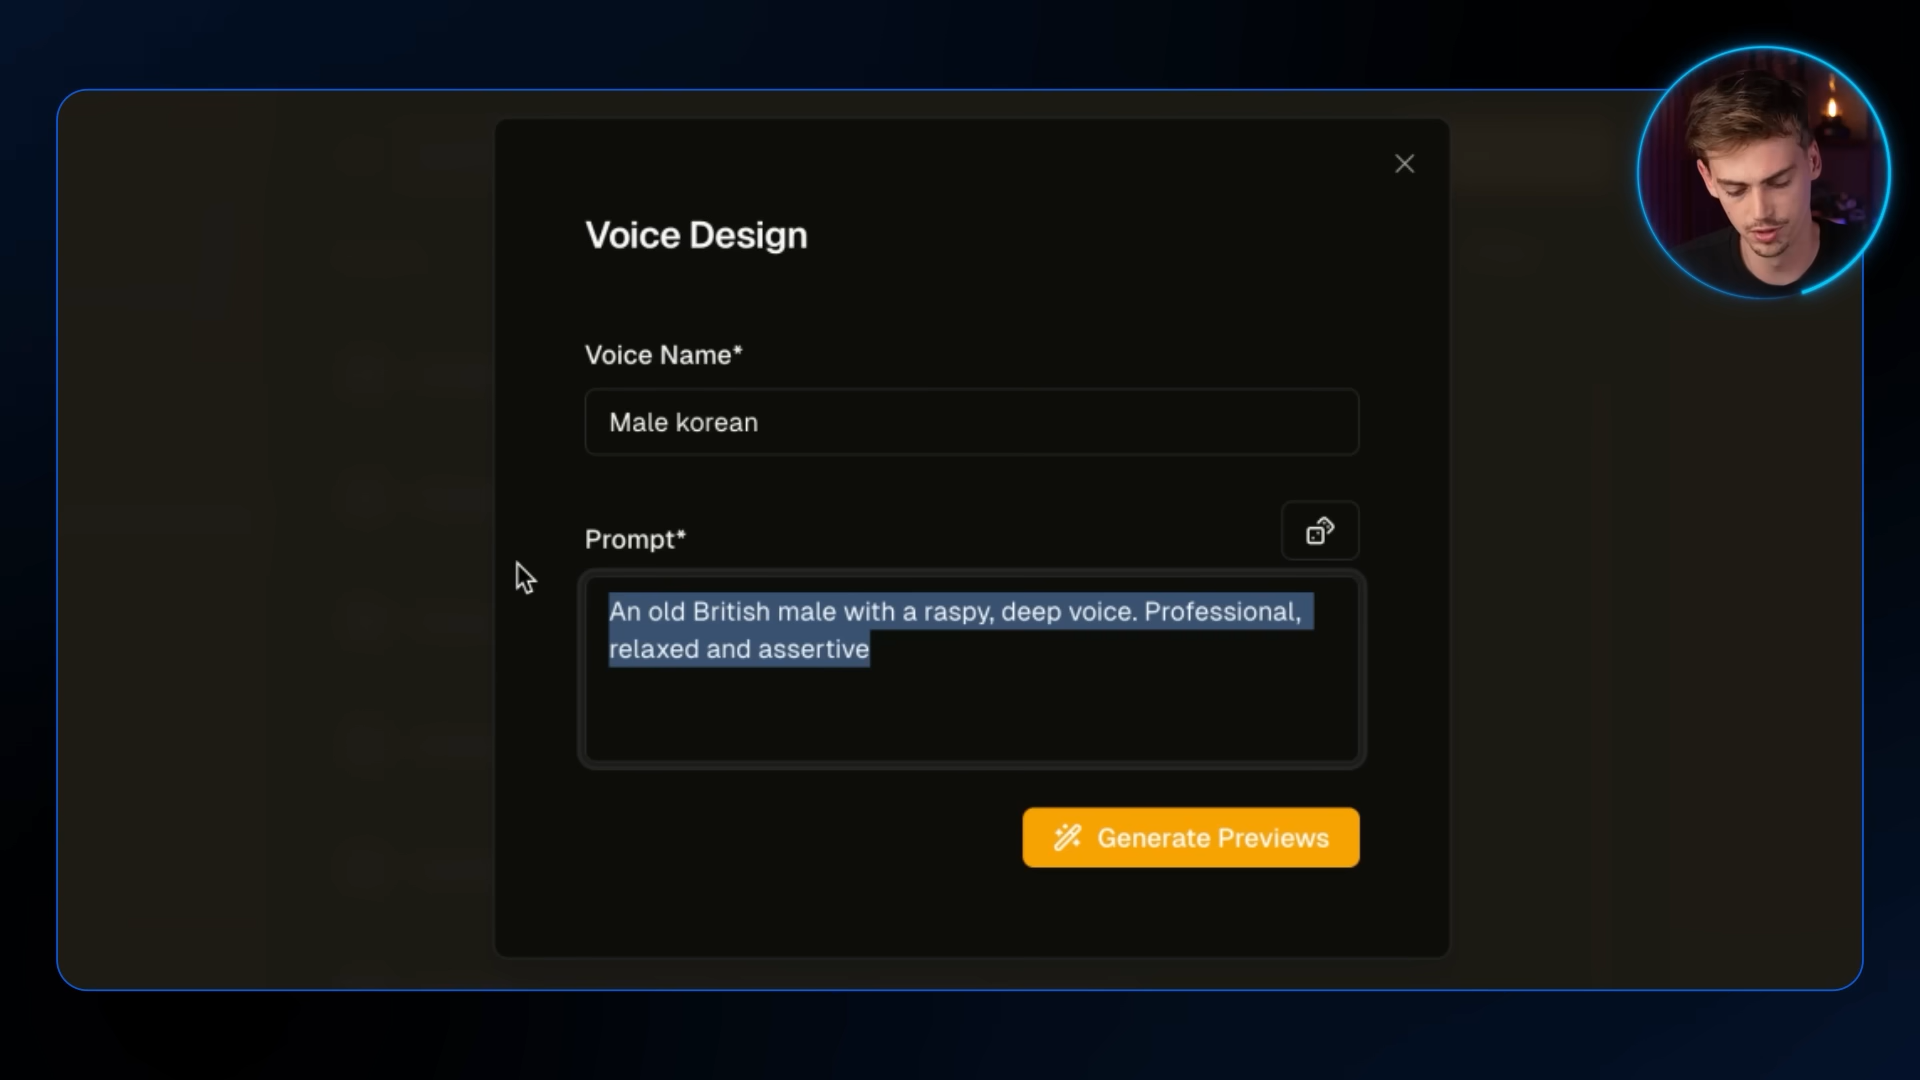 Voice Design
Voice Name*
Male korean
Prompt*
An old British male with a raspy, deep voice. Professional,
relaxed and assertive
Generate Previews